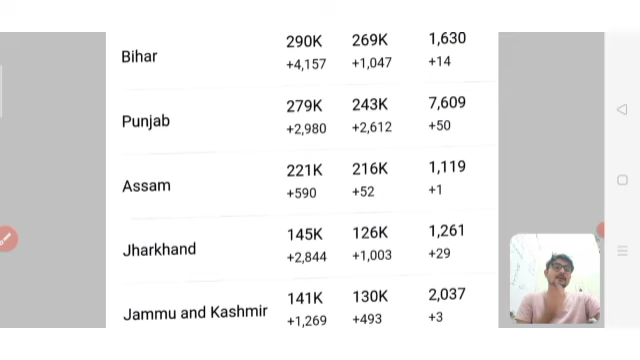 290K 269K 1,630
Bihar
+4,157 +1,047 +14
279K 243K 7,609
Punjab
+2,980 +2,612 +50
221K 216K 1,119
Assam
+590 +52 +1
145K 126K 1,261
Jharkhand
+2,844 +1,003 +29
141K 130K 2,037
Jammu and Kashmir
+1,269 +493 +3